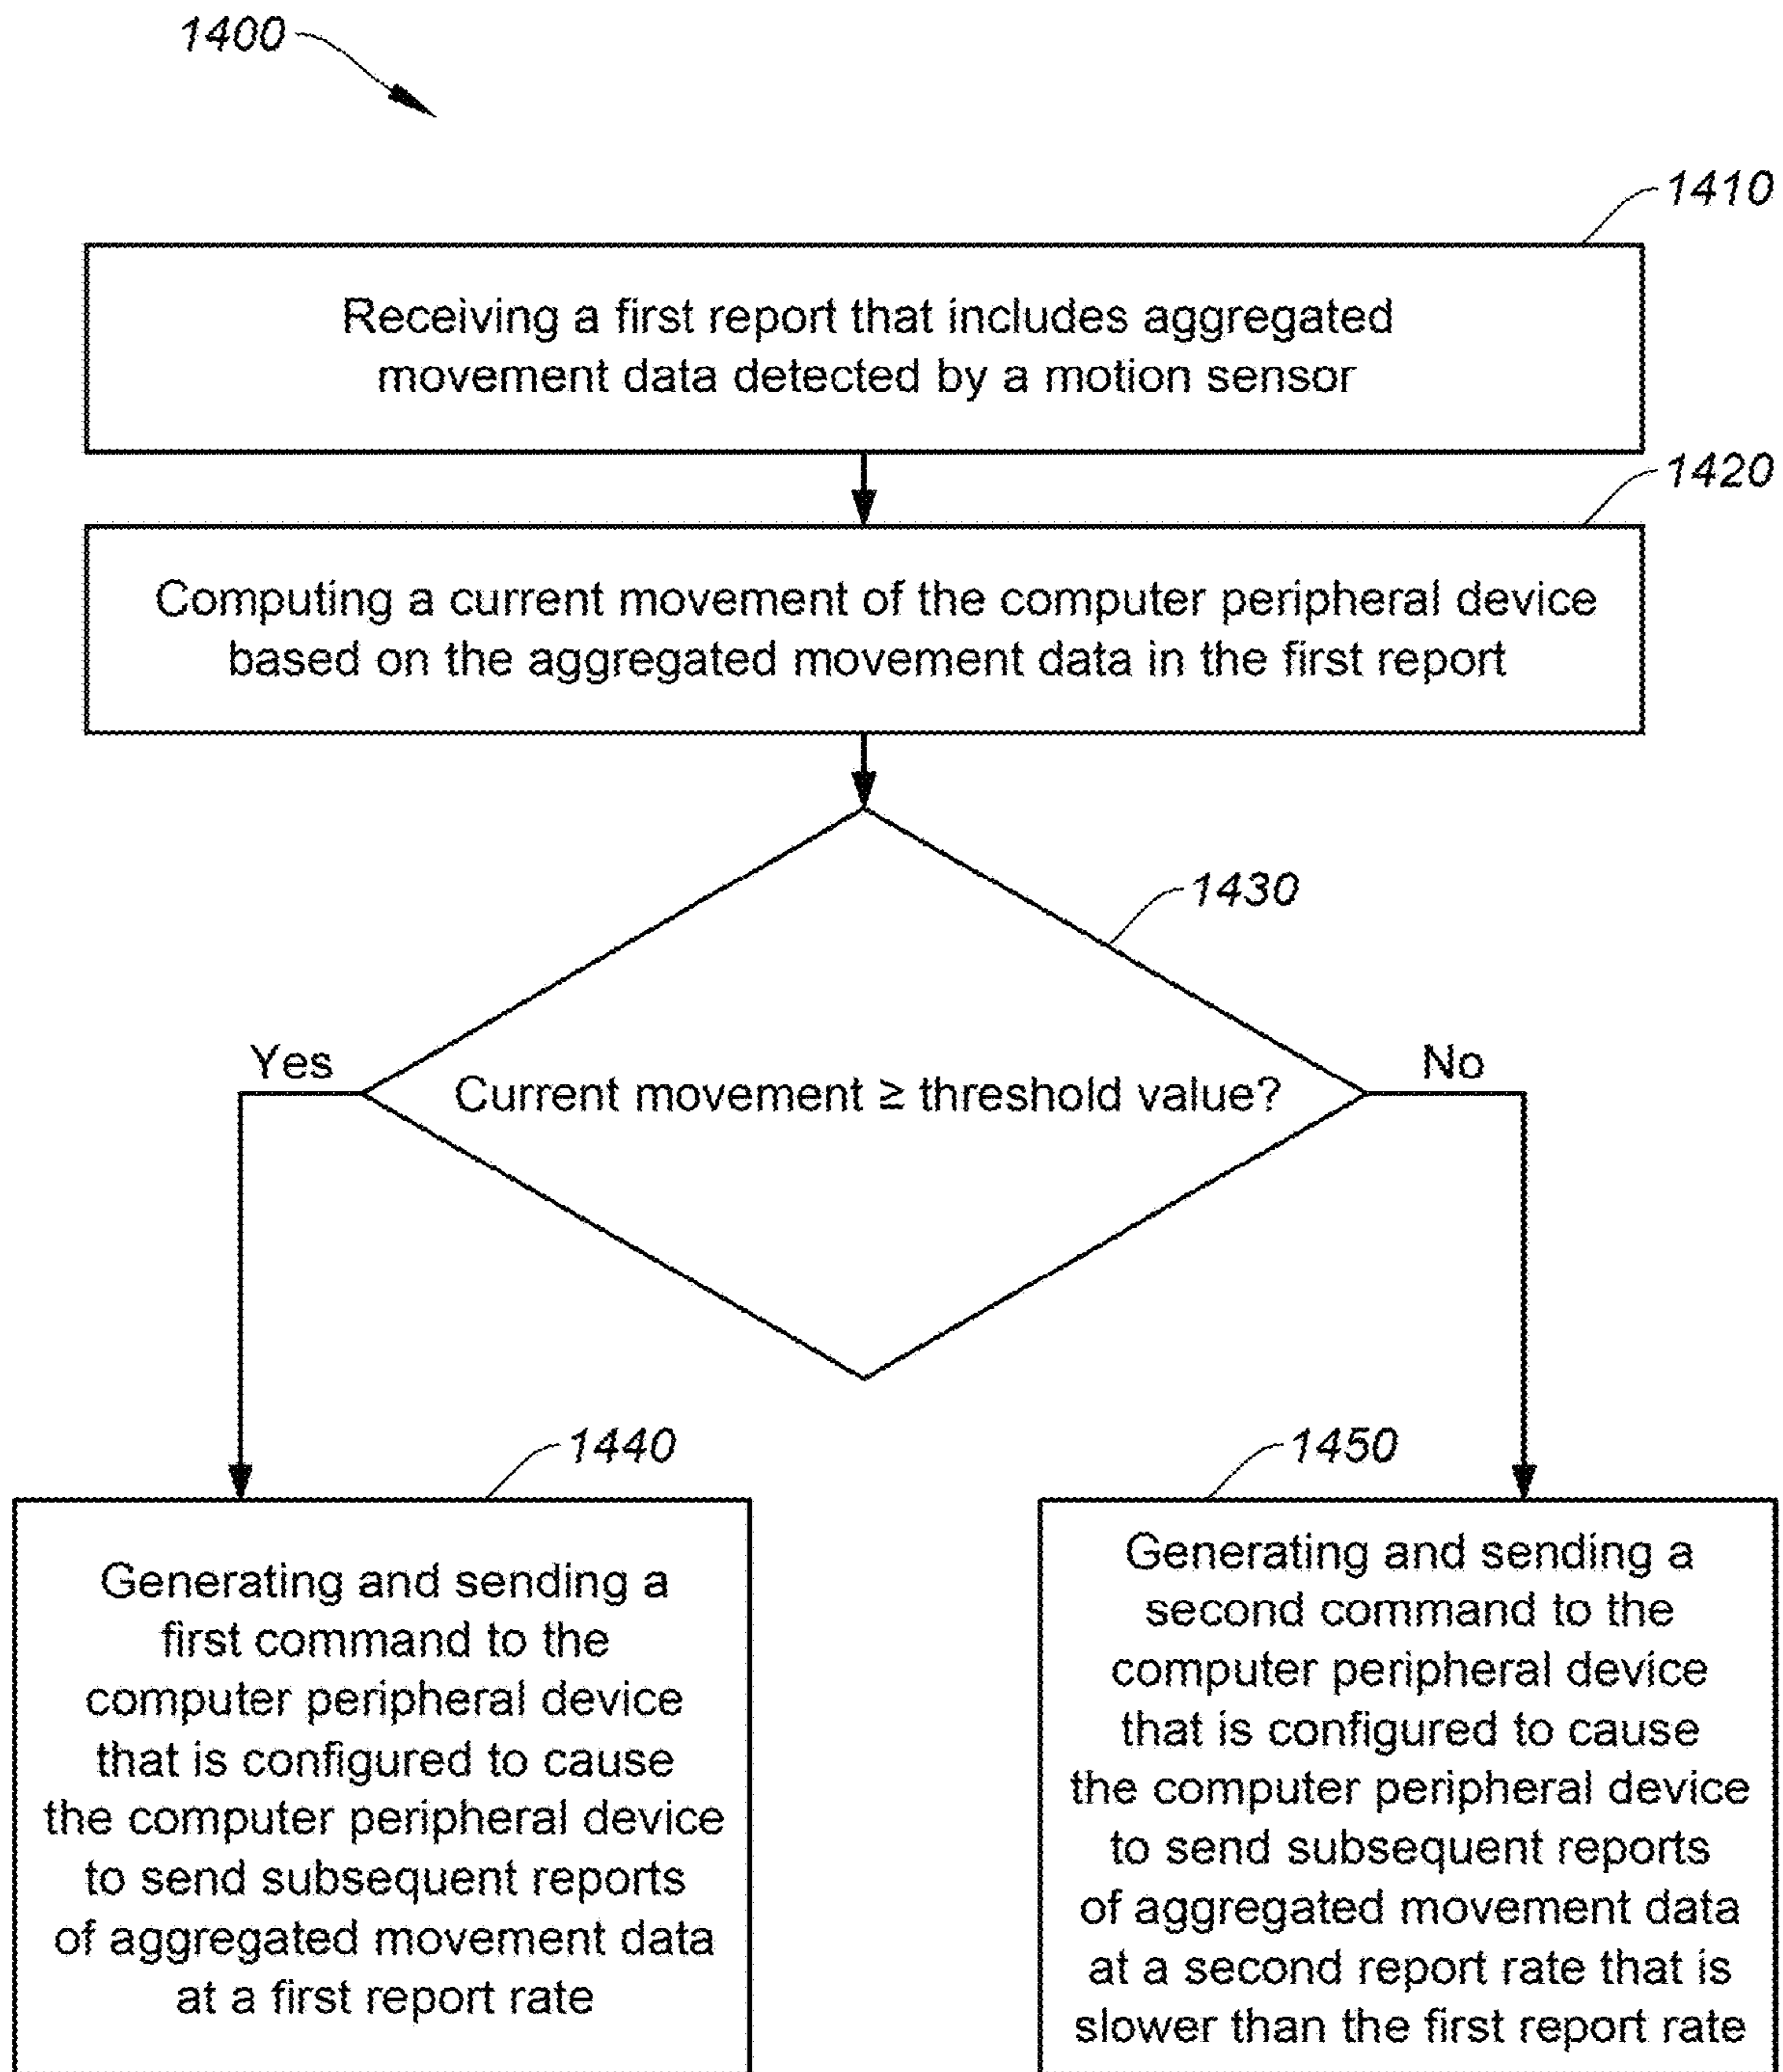 1400
1410
Receiving a first report that includes aggregated
movement data detected by a motion sensor
1420
Computing a current movement of the computer peripheral device
based on the aggregated movement data in the first report
1430
Yes
Current movement ≥ threshold value?
No
1440
Generating and sending a
first command to the
computer peripheral device
that is configured to cause
the computer peripheral device
to send subsequent reports
of aggregated movement data
at a first report rate
1450
Generating and sending a
second command to the
computer peripheral device
that is configured to cause
the computer peripheral device
to send subsequent reports
of aggregated movement data
at a second report rate that is
slower than the first report rate